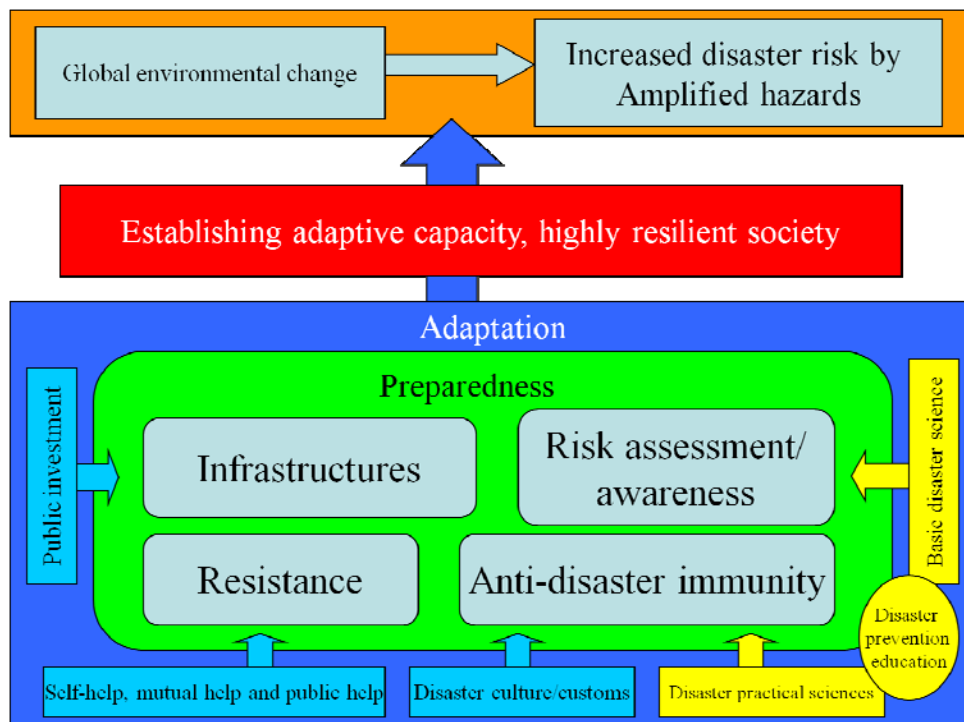 Global environmental change
Increased disaster risk by
Amplified hazards
Establishing adaptive capacity, highly resilient society
Adaptation
Preparedness
Public investment
Infrastructures
Risk assessment/
awareness
Basic disaster science
Resistance
Anti-disaster immunity
Disaster
prevention
education
Self-help, mutual help and public help
Disaster culture/customs
Disaster practical sciences